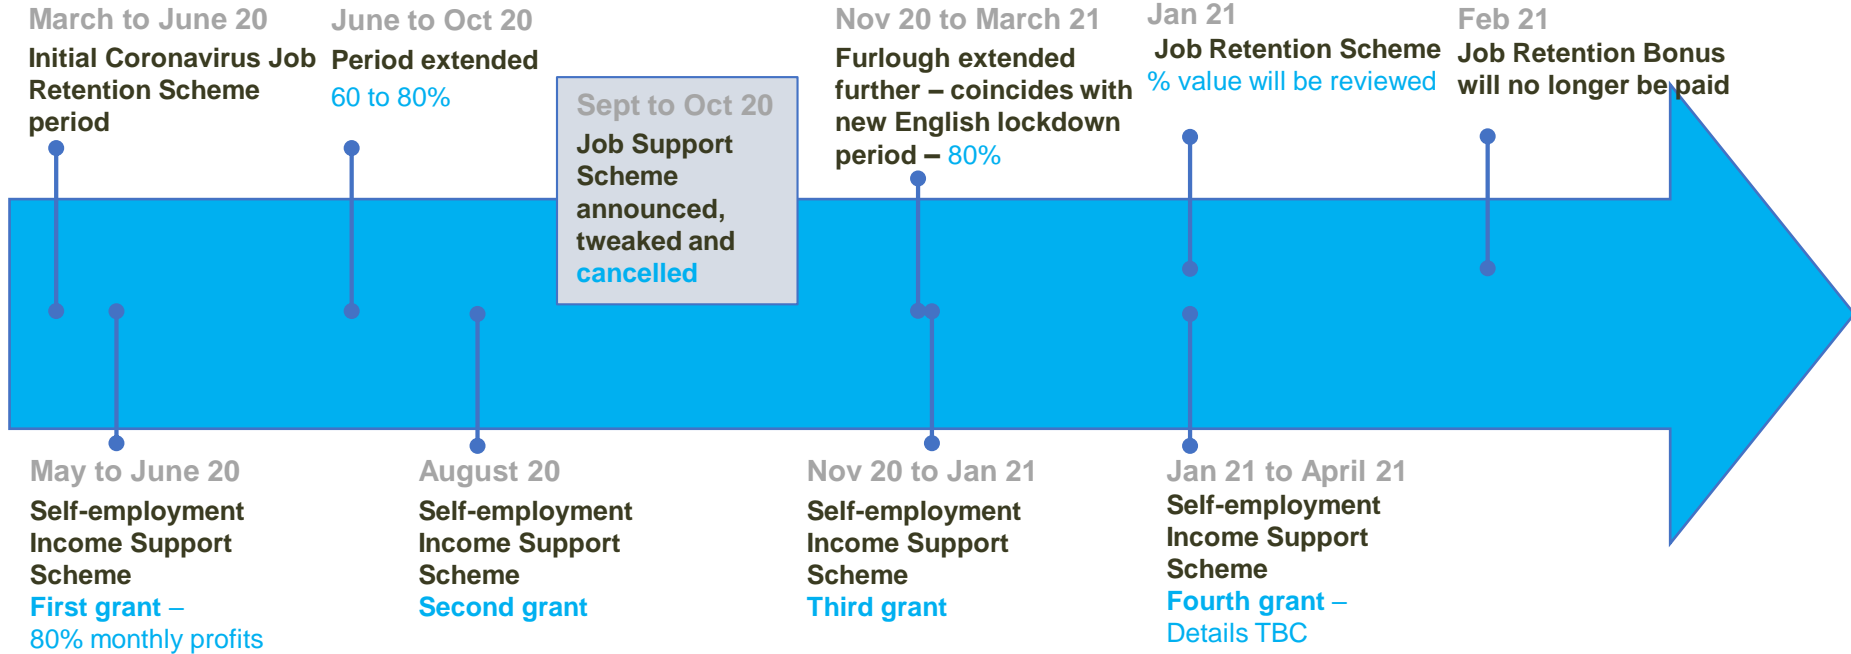 March to June 20
Initial Coronavirus Job
Retention Scheme
period
June to Oct 20
Period extended
60 to 80%
Sept to Oct 20
Job Support
Scheme
announced,
tweaked and
cancelled
Nov 20 to March 21
Furlough extended
further – coincides with
new English lockdown
period – 80%
Jan 21
Job Retention Scheme
% value will be reviewed
Feb 21
Job Retention Bonus
will no longer be paid
May to June 20
Self-employment
Income Support
Scheme
First grant –
80% monthly profits
August 20
Self-employment
Income Support
Scheme
Second grant
Nov 20 to Jan 21
Self-employment
Income Support
Scheme
Third grant
Jan 21 to April 21
Self-employment
Income Support
Scheme
Fourth grant –
Details TBC